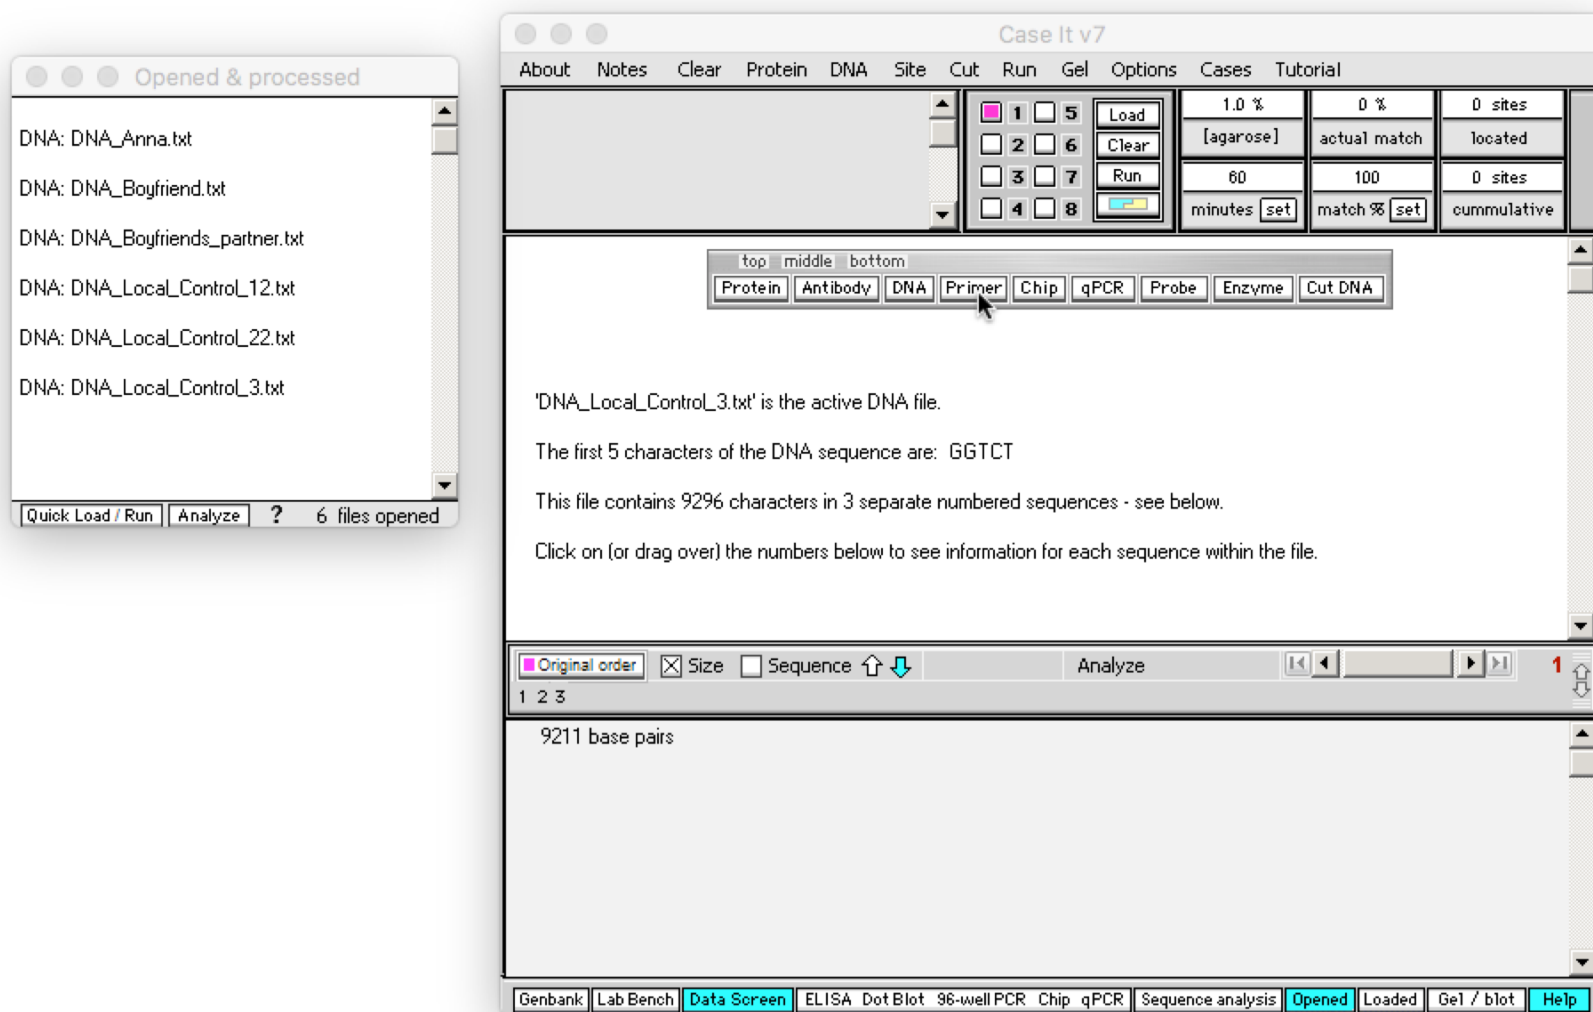 Opened & processed
DNA: DNA_Anna.txt
DNA: DNA_Boyfriend.txt
DNA: DNA_Boyfriends_partner.txt
DNA: DNA_Local_Control_12.txt
DNA: DNA_Local_Control_22.txt
DNA: DNA_Local_Control_3.txt
Quick Load / Run Analyze ? 6 files opened
Case It v7
About Notes Clear Protein DNA Site Cut Run Gel Options Cases Tutorial
1 5 Load
2 6 Clear
3 7 Run
4 8
1.0 % 0 % 0 sites
[agarose] actual match located
60 100 0 sites
minutes set match % set cummulative
top middle bottom
Protein Antibody DNA Primer Chip qPCR Probe Enzyme Cut DNA
'DNA_Local_Control_3.txt' is the active DNA file.
The first 5 characters of the DNA sequence are: GGTCT
This file contains 9296 characters in 3 separate numbered sequences - see below.
Click on (or drag over) the numbers below to see information for each sequence within the file.
Original order Size Sequence Analyze 1
1 2 3
9211 base pairs
Genbank Lab Bench Data Screen ELISA Dot Blot 96-well PCR Chip qPCR Sequence analysis Opened Loaded Gel / blot Help